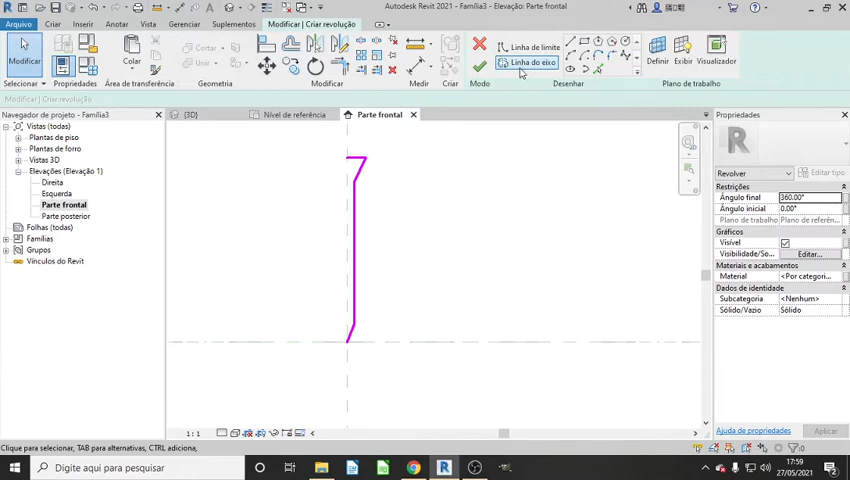 Autodesk Revit 2021 - Família3 - Elevação: Parte frontal
Arquivo Criar Inserir Anotar Vista Gerenciar Suplementos Modificar | Criar revolução
Modificar
Propriedades
Colar
Cortar
Medir
Criar
Linha de limite
Linha do eixo
Definir
Exibir
Visualizador
Selecionar
Propriedades
Área de transferência
Geometria
Modificar
Medir
Criar
Modo
Desenhar
Plano de trabalho
Modificar | Criar revolução
Navegador de projeto - Família3
Vistas (todas)
Plantas de piso
Plantas de forro
Vistas 3D
Elevações (Elevação 1)
Direita
Esquerda
Parte frontal
Parte posterior
Folhas (todas)
Famílias
Grupos
Vínculos do Revit
{3D}
Nível de referência
Parte frontal
Propriedades
Revolver
Editar tipo
Restrições
Ângulo final 360.00°
Ângulo inicial 0.00°
Plano de trabalho Plano de referên...
Gráficos
Visível
Visibilidade/So... Editar...
Materiais e acabamentos
Material <Por categori...
Dados de identidade
Subcategoria <Nenhum>
Sólido/Vazio Sólido
Ajuda de propriedades
Aplicar
1 : 1
Clique para selecionar, TAB para alternativas, CTRL adiciona,
:0
Digite aqui para pesquisar
17:59
27/05/2021